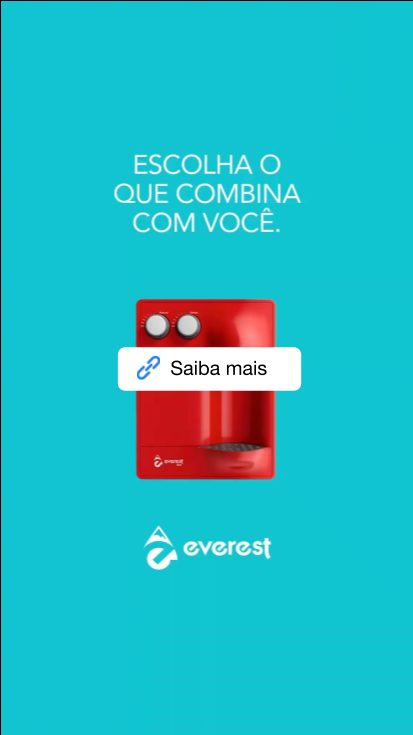 ESCOLHA O
QUE COMBINA
COM VOCÊ.
Saiba mais
everest
everest